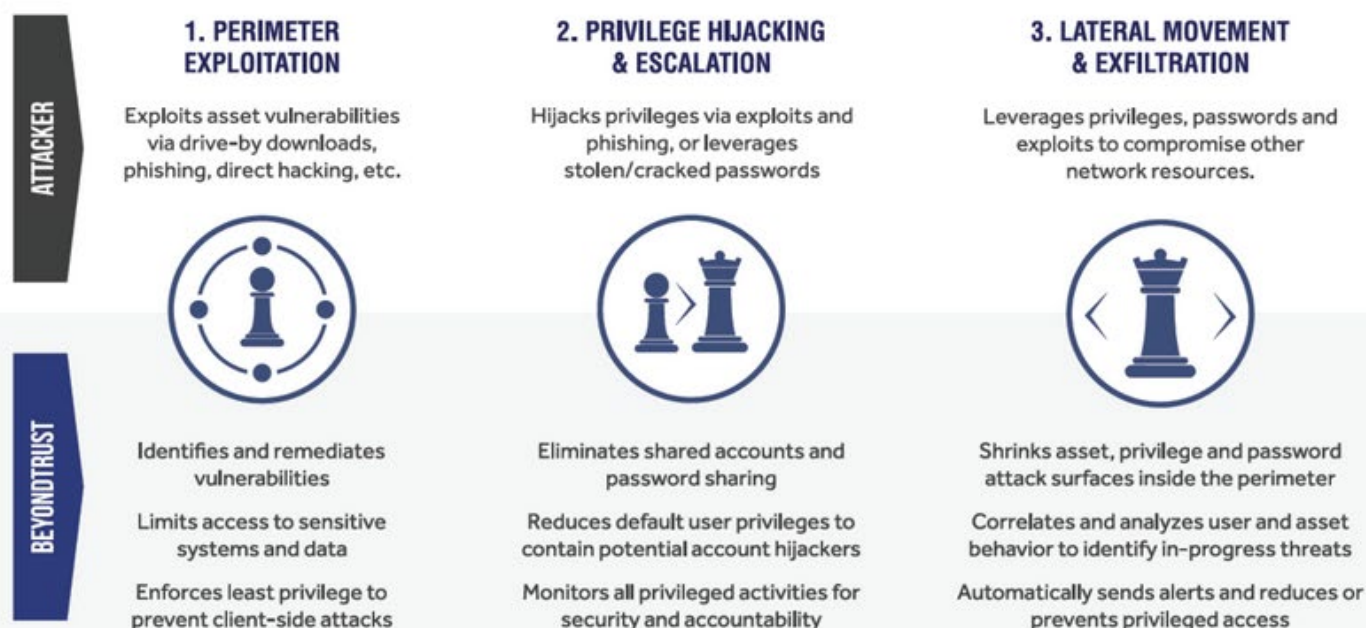 ATTACKER
1. PERIMETER
EXPLOITATION
Exploits asset vulnerabilities
via drive-by downloads,
phishing, direct hacking, etc.
2. PRIVILEGE HIJACKING
& ESCALATION
Hijacks privileges via exploits and
phishing, or leverages
stolen/cracked passwords
3. LATERAL MOVEMENT
& EXFILTRATION
Leverages privileges, passwords and
exploits to compromise other
network resources.
BEYONDTRUST
Identifies and remediates
vulnerabilities
Limits access to sensitive
systems and data
Enforces least privilege to
prevent client-side attacks
Eliminates shared accounts and
password sharing
Reduces default user privileges to
contain potential account hijackers
Monitors all privileged activities for
security and accountability
Shrinks asset, privilege and password
attack surfaces inside the perimeter
Correlates and analyzes user and asset
behavior to identify in-progress threats
Automatically sends alerts and reduces or
prevents privileged access